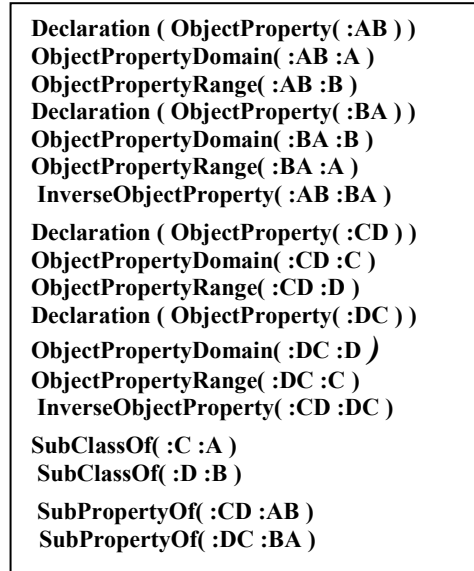 Declaration ( ObjectProperty( :AB ) )
ObjectPropertyDomain( :AB :A )
ObjectPropertyRange( :AB :B )
Declaration ( ObjectProperty( :BA ) )
ObjectPropertyDomain( :BA :B )
ObjectPropertyRange( :BA :A )
InverseObjectProperty( :AB :BA )
Declaration ( ObjectProperty( :CD ) )
ObjectPropertyDomain( :CD :C )
ObjectPropertyRange( :CD :D )
Declaration ( ObjectProperty( :DC ) )
ObjectPropertyDomain( :DC :D )
ObjectPropertyRange( :DC :C )
InverseObjectProperty( :CD :DC )
SubClassOf( :C :A )
SubClassOf( :D :B )
SubPropertyOf( :CD :AB )
SubPropertyOf( :DC :BA )